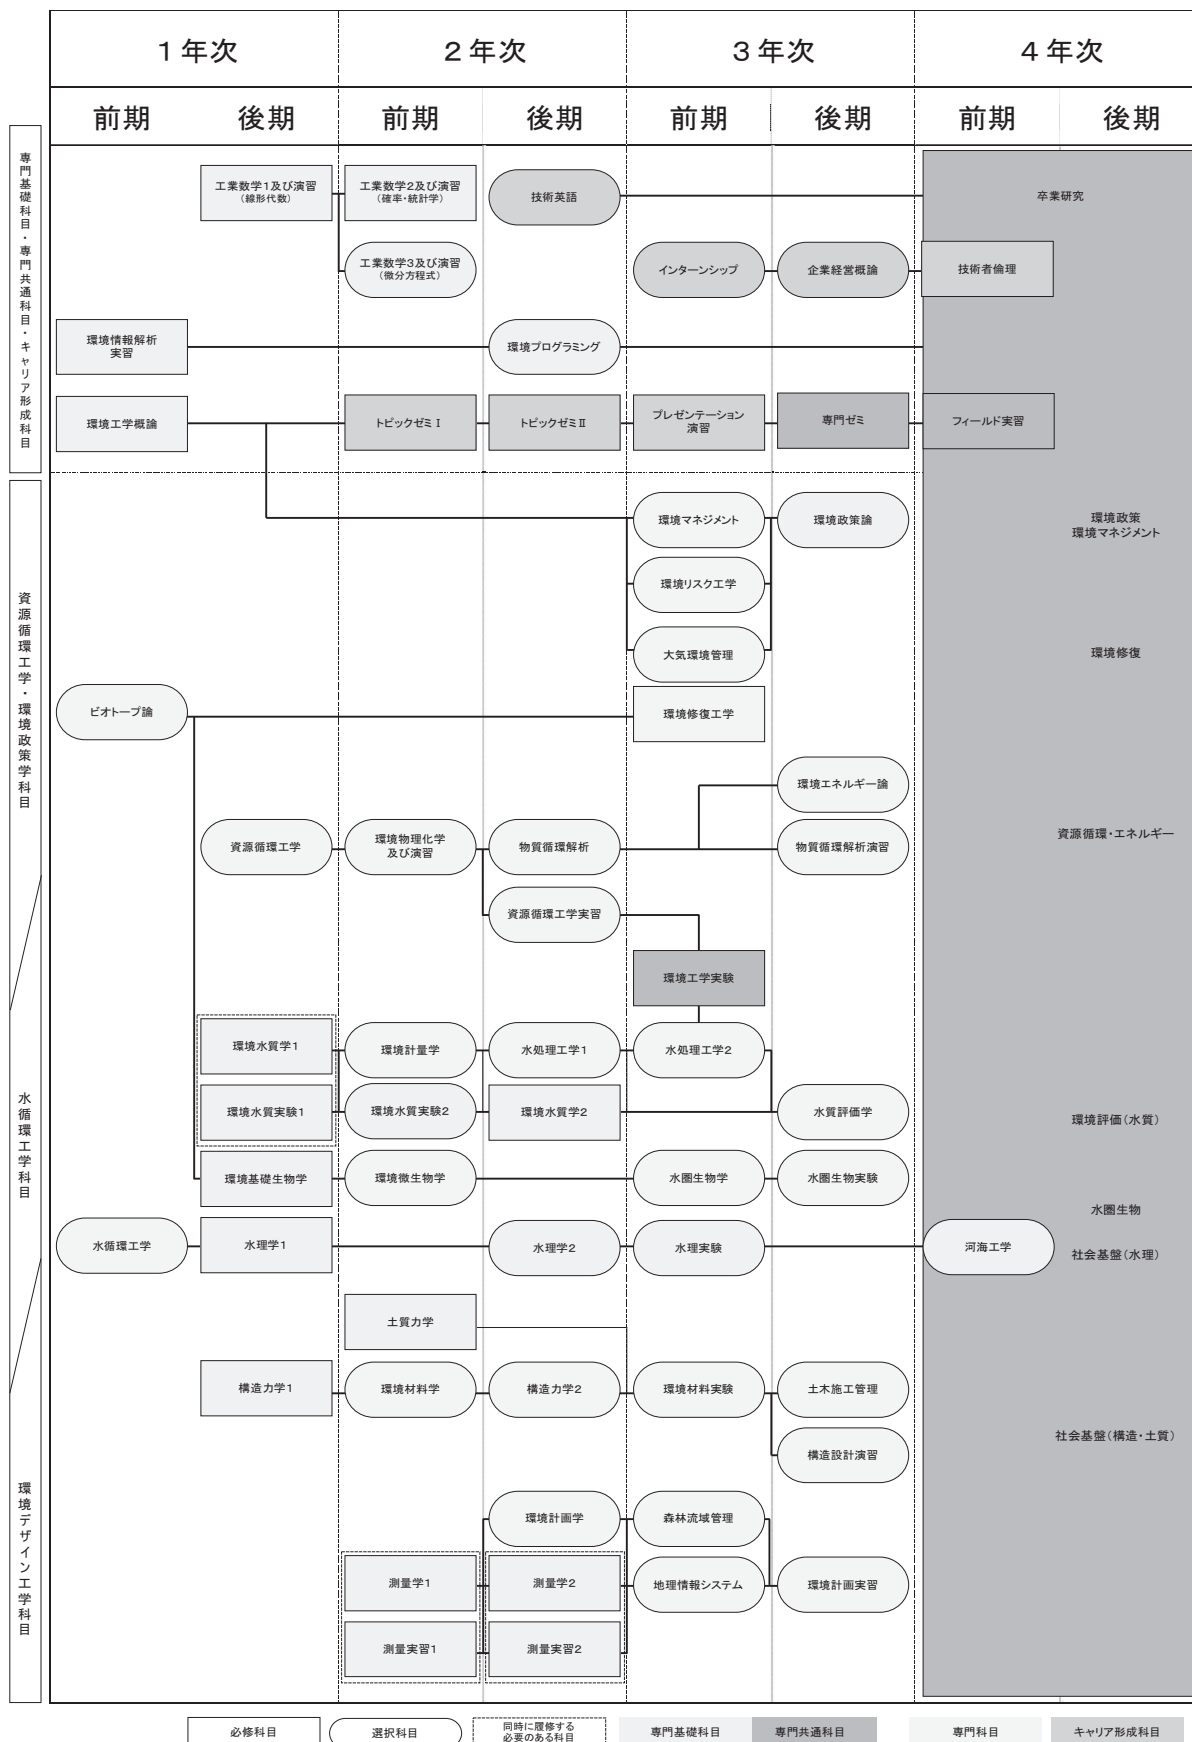 1年次
2年次
3年次
4年次
前期
後期
前期
後期
前期
後期
前期
後期
専門基礎科目・専門共通科目・キャリア形成科目
工業数学1及び演習
(線形代数)
工業数学2及び演習
(確率・統計学)
技術英語
卒業研究
工業数学3及び演習
(微分方程式)
インターンシップ
企業経営概論
技術者倫理
環境情報解析
実習
環境プログラミング
環境工学概論
トピックゼミⅠ
トピックゼミⅡ
プレゼンテーション
演習
専門ゼミ
フィールド実習
資源循環工学・環境政策学科目
環境マネジメント
環境政策論
環境政策
環境マネジメント
環境リスク工学
大気環境管理
環境修復
ビオトープ論
環境修復工学
環境エネルギー論
資源循環工学
環境物理化学
及び演習
物質循環解析
物質循環解析演習
資源循環・エネルギー
資源循環工学実習
環境工学実験
水循環工学科目
環境水質学1
環境計量学
水処理工学1
水処理工学2
環境水質実験1
環境水質実験2
環境水質学2
水質評価学
環境評価(水質)
環境基礎生物学
環境微生物学
水圏生物学
水圏生物実験
水圏生物
水循環工学
水理学1
水理学2
水理実験
河海工学
社会基盤(水理)
環境デザイン工学科目
土質力学
構造力学1
環境材料学
構造力学2
環境材料実験
土木施工管理
構造設計演習
社会基盤(構造・土質)
環境計画学
森林流域管理
測量学1
測量学2
地理情報システム
環境計画実習
測量実習1
測量実習2
必修科目
選択科目
同時に履修する
必要のある科目
専門基礎科目
専門共通科目
専門科目
キャリア形成科目